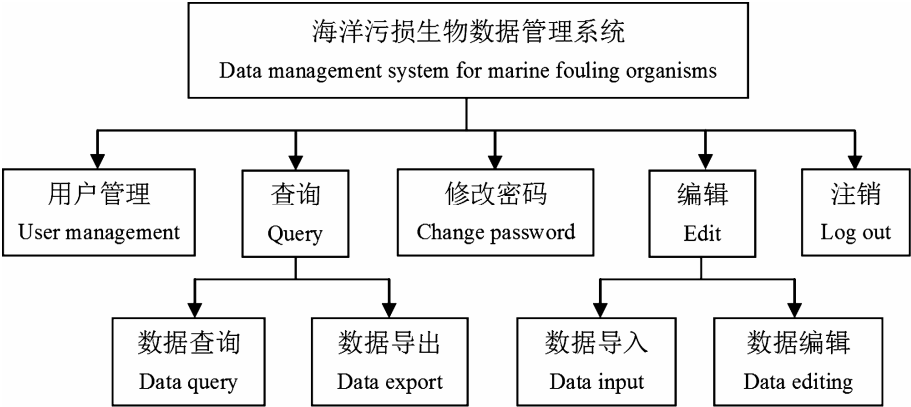 海洋污损生物数据管理系统
Data management system for marine fouling organisms
用户管理
User management
查询
Query
修改密码
Change password
编辑
Edit
注销
Log out
数据查询
Data query
数据导出
Data export
数据导入
Data input
数据编辑
Data editing